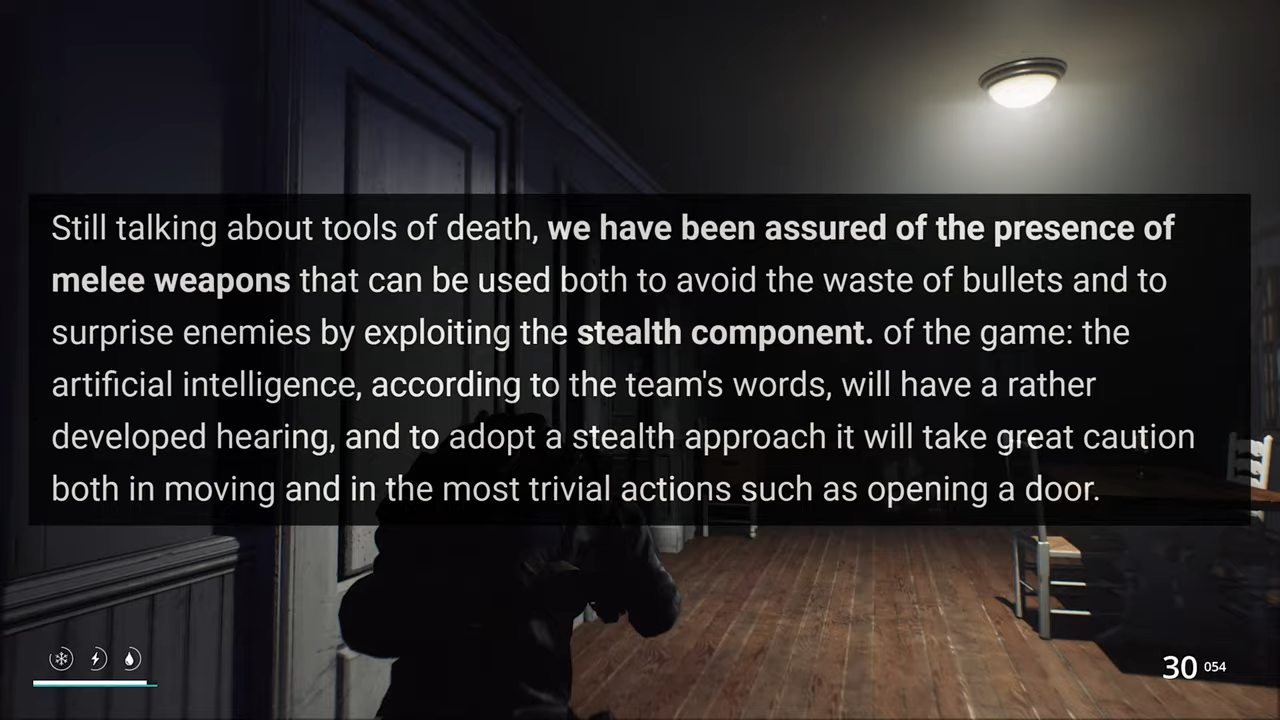 Still talking about tools of death, we have been assured of the presence of
melee weapons that can be used both to avoid the waste of bullets and to
surprise enemies by exploiting the stealth component. of the game: the
artificial intelligence, according to the team's words, will have a rather
developed hearing, and to adopt a stealth approach it will take great caution
both in moving and in the most trivial actions such as opening a door.
30 054